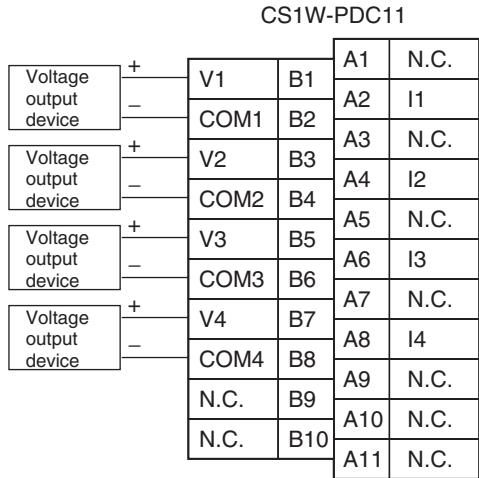 CS1W-PDC11
A1 N.C.
Voltage output device + V1 B1
A2 I1
− COM1 B2
A3 N.C.
Voltage output device + V2 B3
A4 I2
− COM2 B4
A5 N.C.
Voltage output device + V3 B5
A6 I3
− COM3 B6
A7 N.C.
Voltage output device + V4 B7
A8 I4
− COM4 B8
A9 N.C.
N.C. B9
A10 N.C.
N.C. B10
A11 N.C.